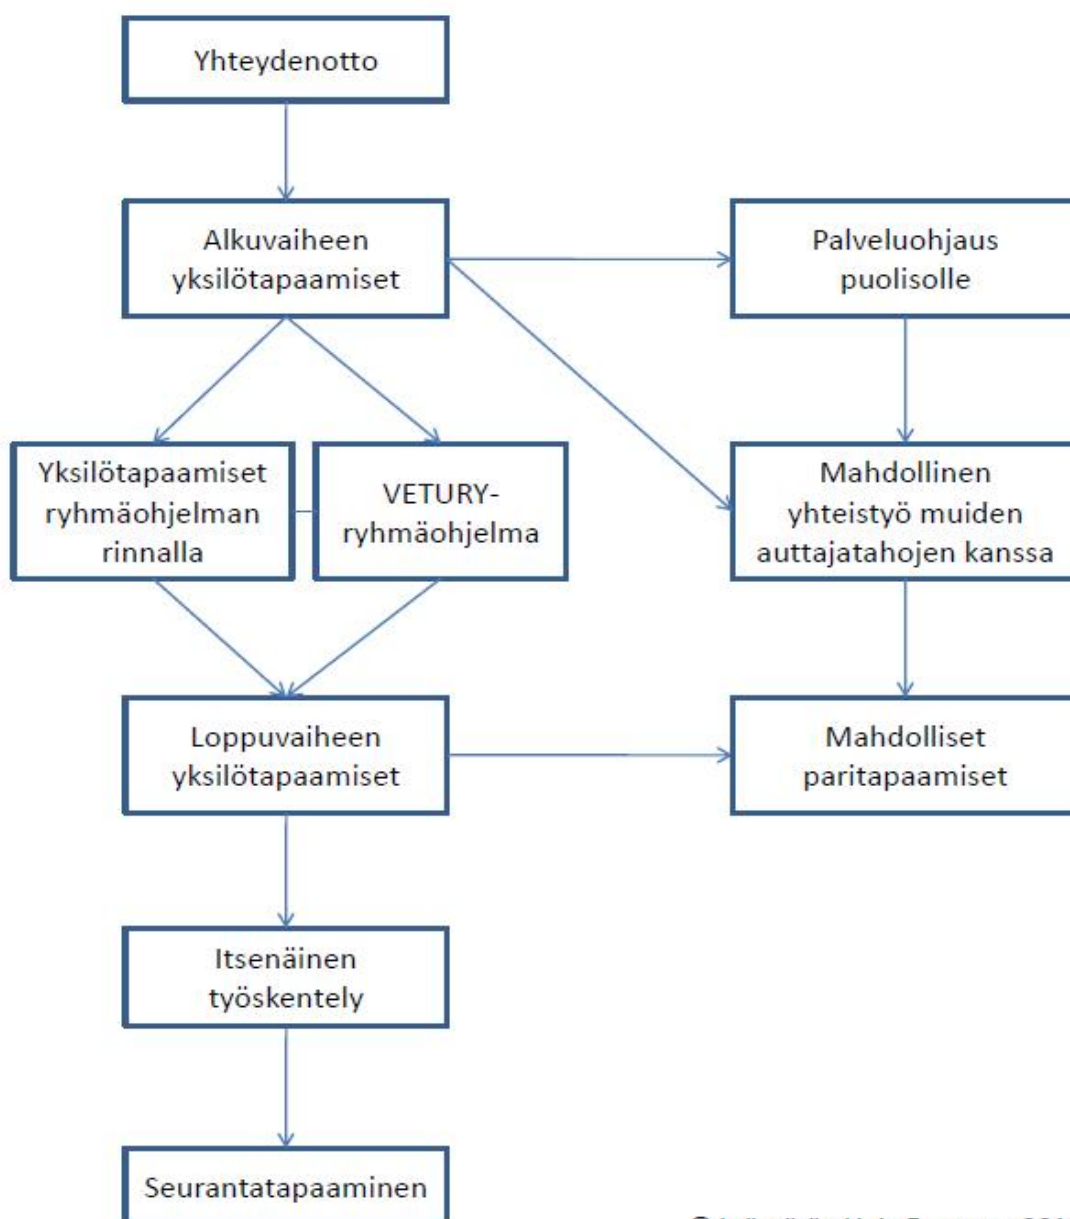 Yhteydenotto
Alkuvaiheen
yksilötapaamiset
Palveluohjaus
puolisolle
Yksilötapaamiset
ryhmäohjelman
rinnalla
VETURY-
ryhmäohjelma
Mahdollinen
yhteistyö muiden
auttajatahojen kanssa
Loppuvaiheen
yksilötapaamiset
Mahdolliset
paritapaamiset
Itsenäinen
työskentely
Seurantatapaaminen